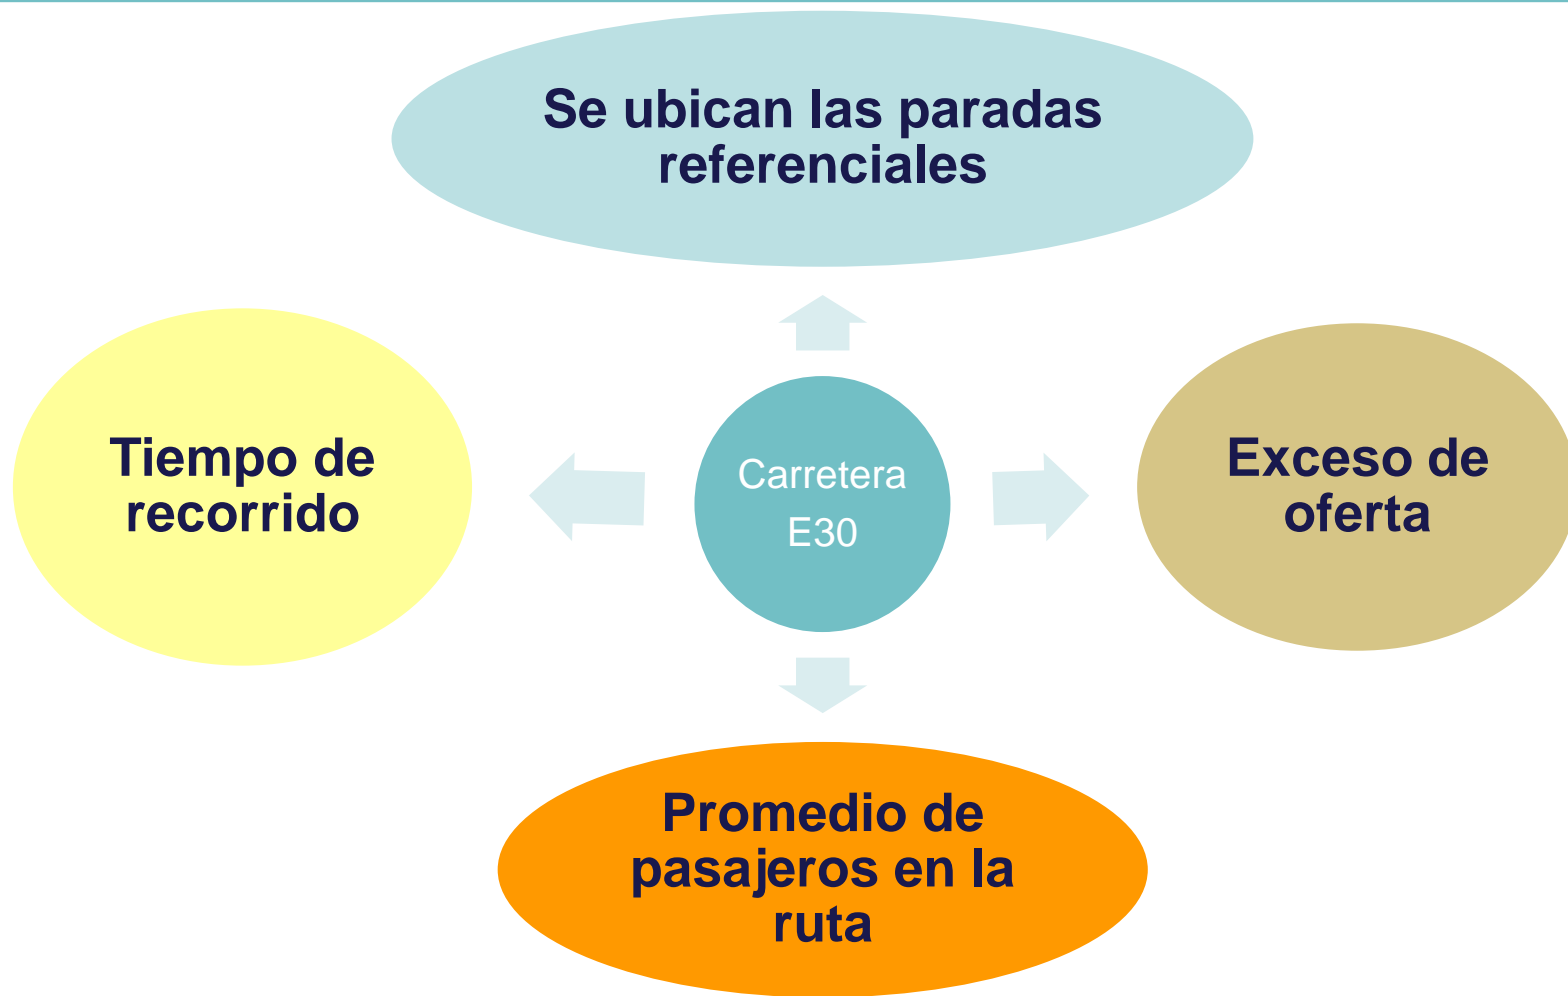 Se ubican las paradas
referenciales
Tiempo de
recorrido
Carretera
E30
Exceso de
oferta
Promedio de
pasajeros en la
ruta